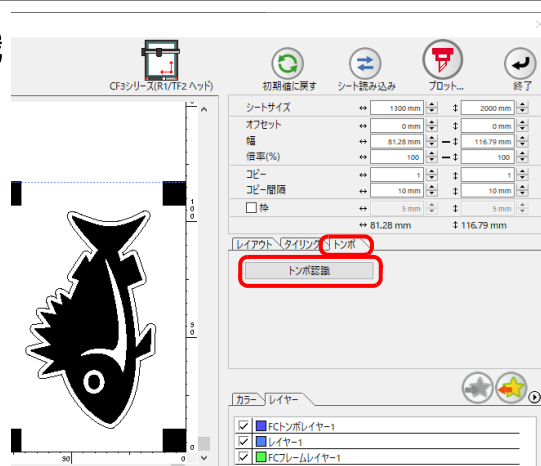 CF3シリーズ(R1/TF2 ヘッド)
初期値に戻す
シート読み込み
プロット...
終了
シートサイズ ↔ 1300 mm ↕ 2000 mm
オフセット ↔ 0 mm ↕ 0 mm
幅 ↔ 81.28 mm ↕ 116.79 mm
倍率(%) ↔ 100 ↕ 100
コピー ↔ 1 ↕ 1
コピー間隔 ↔ 10 mm ↕ 10 mm
枠 ↔ 5 mm ↕ 5 mm
↔ 81.28 mm ↕ 116.79 mm
レイアウト タイリング トンボ
トンボ認識
100
50
0
50 0
カラー レイヤー
FCトンボレイヤー1
レイヤー1
FCフレームレイヤー1